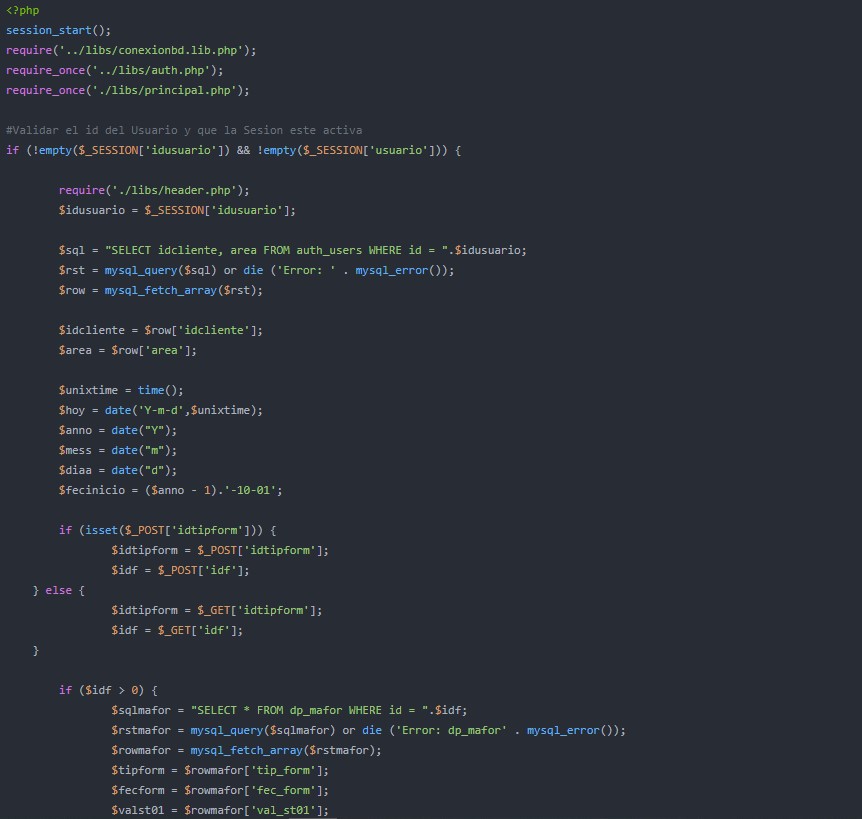 <?php
session_start();
require('../libs/conexionbd.lib.php');
require_once('../libs/auth.php');
require_once('./libs/principal.php');
#Validar el id del Usuario y que la Sesion este activa
if (!empty($_SESSION['idusuario']) && !empty($_SESSION['usuario'])) {
require('./libs/header.php');
$idusuario = $_SESSION['idusuario'];
$sql = "SELECT idcliente, area FROM auth_users WHERE id = ".$idusuario;
$rst = mysql_query($sql) or die ('Error: ' . mysql_error());
$row = mysql_fetch_array($rst);
$idcliente = $row['idcliente'];
$area = $row['area'];
$unixtime = time();
$hoy = date('Y-m-d',$unixtime);
$anno = date("Y");
$mess = date("m");
$diaa = date("d");
$fecinicio = ($anno - 1).'-10-01';
if (isset($_POST['idtipform'])) {
$idtipform = $_POST['idtipform'];
$idf = $_POST['idf'];
} else {
$idtipform = $_GET['idtipform'];
$idf = $_GET['idf'];
}
if ($idf > 0) {
$sqlmafor = "SELECT * FROM dp_mafor WHERE id = ".$idf;
$rstmafor = mysql_query($sqlmafor) or die ('Error: dp_mafor' . mysql_error());
$rowmafor = mysql_fetch_array($rstmafor);
$tipform = $rowmafor['tip_form'];
$fecform = $rowmafor['fec_form'];
$valst01 = $rowmafor['val_st01'];